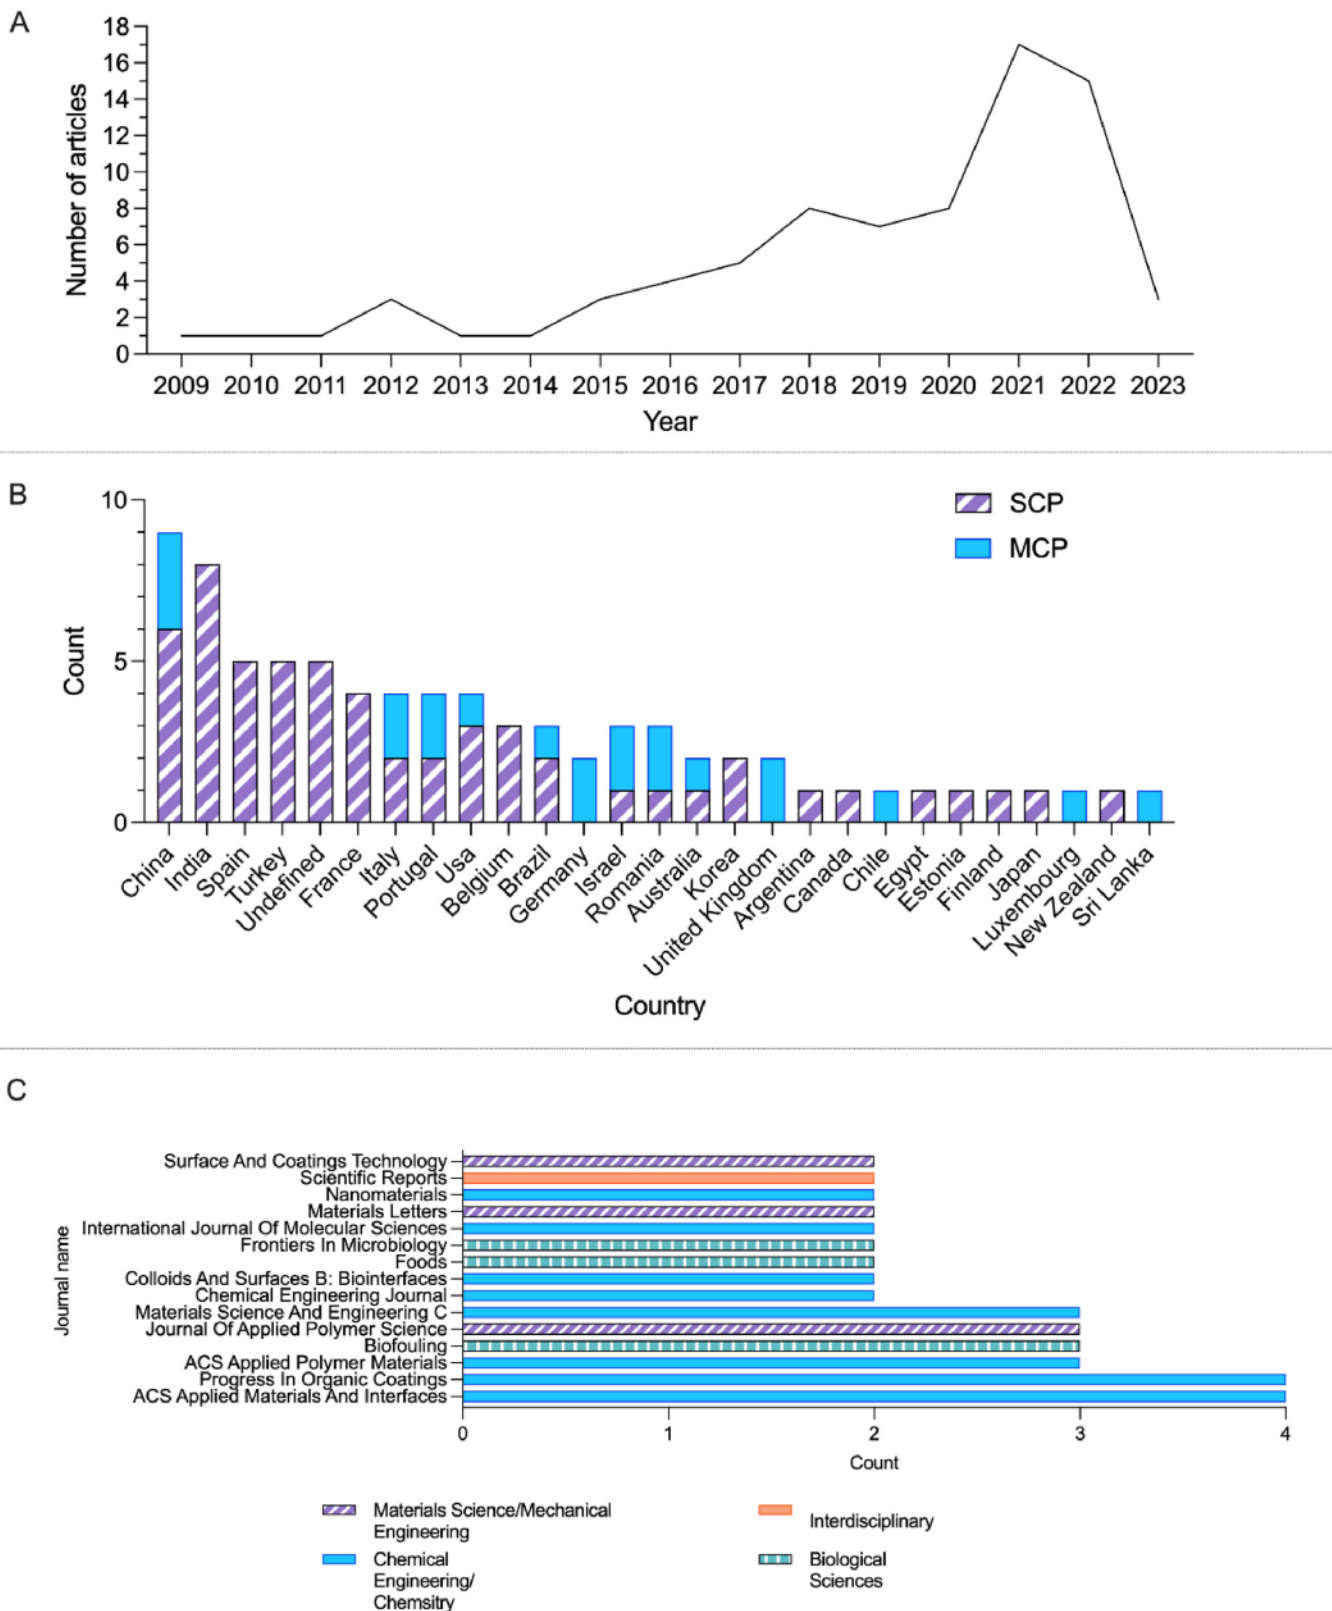 A
Number of articles
18
16
14
12
10
8
6
4
2
0
2009 2010 2011 2012 2013 2014 2015 2016 2017 2018 2019 2020 2021 2022 2023
Year
B
Count
10
5
0
SCP
MCP
China India Spain Turkey Undefined France Italy Portugal Usa Belgium Brazil Germany Israel Romania Australia Korea United Kingdom Argentina Canada Chile Egypt Estonia Finland Japan Luxembourg New Zealand Sri Lanka
Country
C
Journal name
Surface And Coatings Technology
Scientific Reports
Nanomaterials
Materials Letters
International Journal Of Molecular Sciences
Frontiers In Microbiology
Foods
Colloids And Surfaces B: Biointerfaces
Chemical Engineering Journal
Materials Science And Engineering C
Journal Of Applied Polymer Science
Biofouling
ACS Applied Polymer Materials
Progress In Organic Coatings
ACS Applied Materials And Interfaces
0 1 2 3 4
Count
Materials Science/Mechanical
Engineering
Interdisciplinary
Chemical
Engineering/
Chemsitry
Biological
Sciences